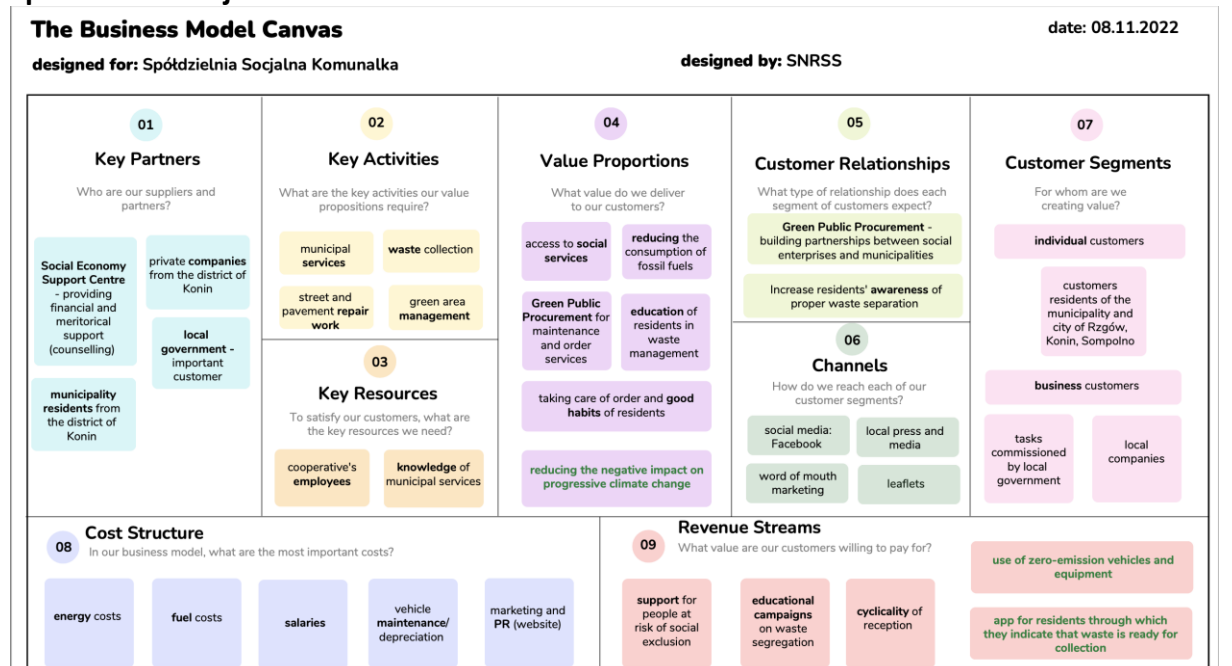 The Business Model Canvas
date: 08.11.2022
designed for: Spółdzielnia Socjalna Komunalka
designed by: SNRSS
01
Key Partners
Who are our suppliers and
partners?
Social Economy
Support Centre
- providing
financial and
meritorical
support
(counselling)
private companies
from the district of
Konin
local
government -
important
customer
municipality
residents from
the district of
Konin
02
Key Activities
What are the key activities our value
propositions require?
municipal
services
waste collection
street and
pavement repair
work
green area
management
03
Key Resources
To satisfy our customers, what are
the key resources we need?
cooperative's
employees
knowledge of
municipal services
04
Value Proportions
What value do we deliver
to our customers?
access to social
services
reducing the
consumption of
fossil fuels
Green Public
Procurement for
maintenance
and order
services
education of
residents in
waste
management
taking care of order and good
habits of residents
reducing the negative impact on
progressive climate change
05
Customer Relationships
What type of relationship does each
segment of customers expect?
Green Public Procurement -
building partnerships between social
enterprises and municipalities
Increase residents' awareness of
proper waste separation
06
Channels
How do we reach each of our
customer segments?
social media:
Facebook
local press and
media
word of mouth
marketing
leaflets
07
Customer Segments
For whom are we
creating value?
individual customers
customers
residents of the
municipality and
city of Rzgów,
Konin, Sompolno
business customers
tasks
commissioned
by local
government
local
companies
08
Cost Structure
In our business model, what are the most important costs?
energy costs
fuel costs
salaries
vehicle
maintenance/
depreciation
marketing and
PR (website)
09
Revenue Streams
What value are our customers willing to pay for?
support for
people at
risk of social
exclusion
educational
campaigns
on waste
segregation
cyclicality of
reception
use of zero-emission vehicles and
equipment
app for residents through which
they indicate that waste is ready for
collection